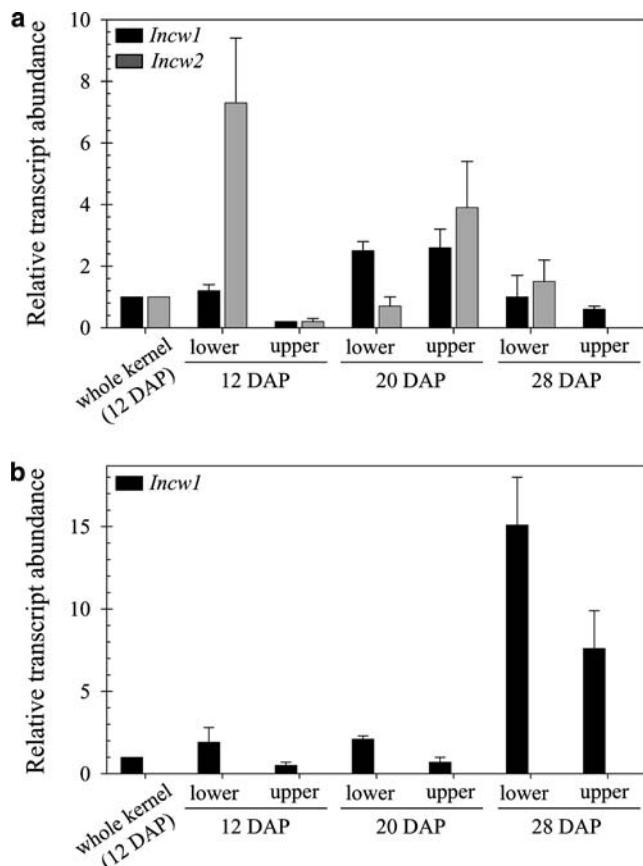 a
Incw1
Incw2
Relative transcript abundance
10
8
6
4
2
0
whole kernel
(12 DAP)
lower
upper
lower
upper
lower
upper
12 DAP
20 DAP
28 DAP
b
Incw1
Relative transcript abundance
15
10
5
0
whole kernel
(12 DAP)
lower
upper
lower
upper
lower
upper
12 DAP
20 DAP
28 DAP